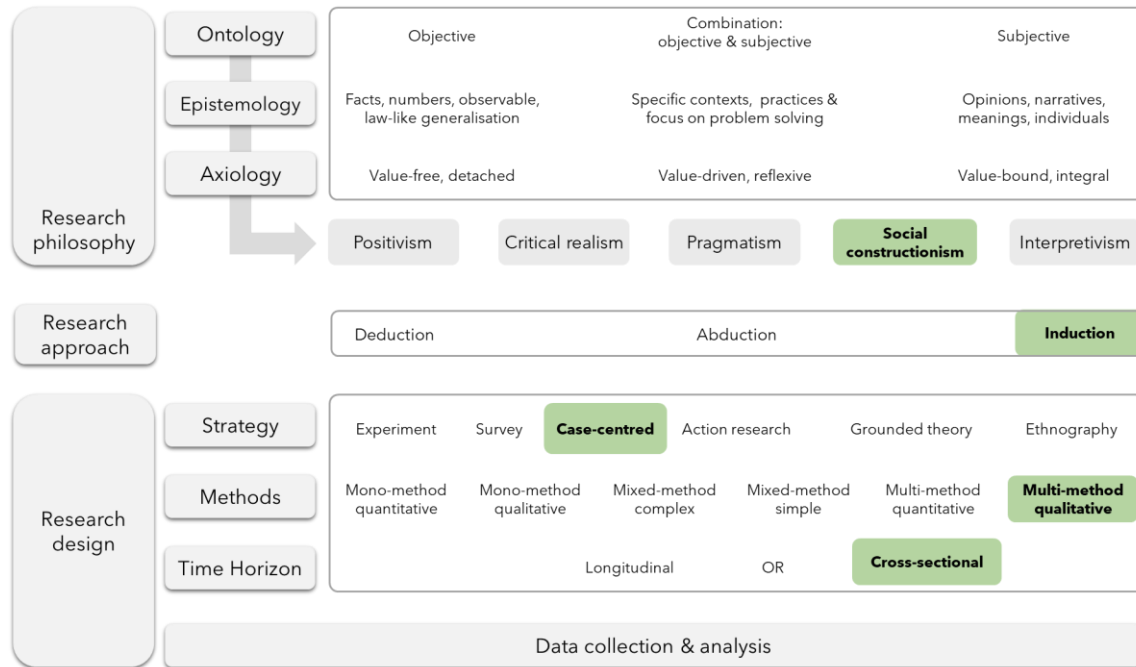 Research
philosophy
Ontology
Objective
Combination:
objective & subjective
Subjective
Epistemology
Facts, numbers, observable,
law-like generalisation
Specific contexts, practices &
focus on problem solving
Opinions, narratives,
meanings, individuals
Axiology
Value-free, detached
Value-driven, reflexive
Value-bound, integral
Positivism
Critical realism
Pragmatism
Social
constructionism
Interpretivism
Research
approach
Deduction
Abduction
Induction
Research
design
Strategy
Experiment
Survey
Case-centred
Action research
Grounded theory
Ethnography
Methods
Mono-method
quantitative
Mono-method
qualitative
Mixed-method
complex
Mixed-method
simple
Multi-method
quantitative
Multi-method
qualitative
Time Horizon
Longitudinal
OR
Cross-sectional
Data collection & analysis